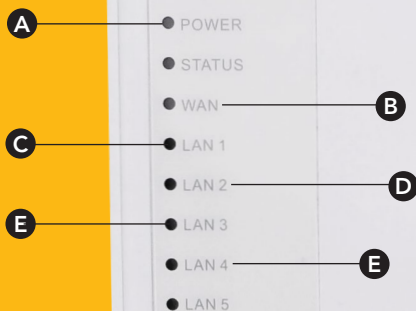 A POWER
STATUS
WAN B
C LAN 1
LAN 2 D
E LAN 3
LAN 4 E
LAN 5